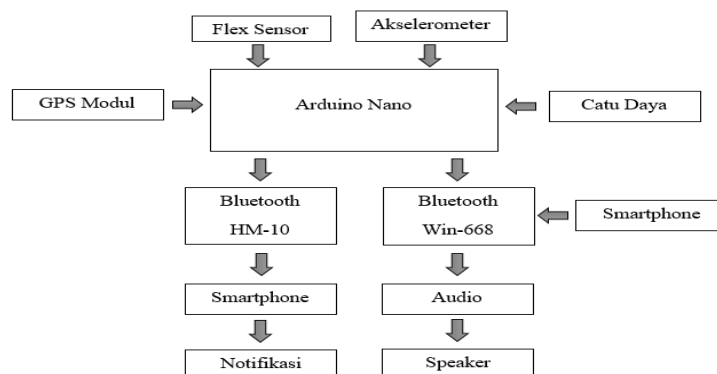 Flex Sensor
Akselerometer
GPS Modul
Arduino Nano
Catu Daya
Bluetooth
HM-10
Bluetooth
Win-668
Smartphone
Smartphone
Audio
Notifikasi
Speaker